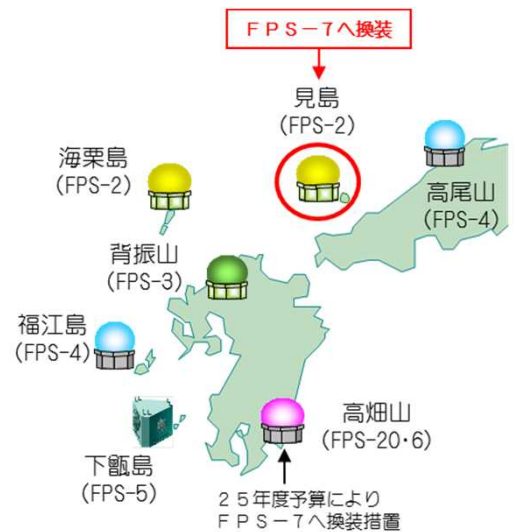 FPS-7へ換装
見島
(FPS-2)
海栗島
(FPS-2)
高尾山
(FPS-4)
背振山
(FPS-3)
福江島
(FPS-4)
高畑山
(FPS-20・6)
下甑島
(FPS-5)
25年度予算により
FPS-7へ換装措置